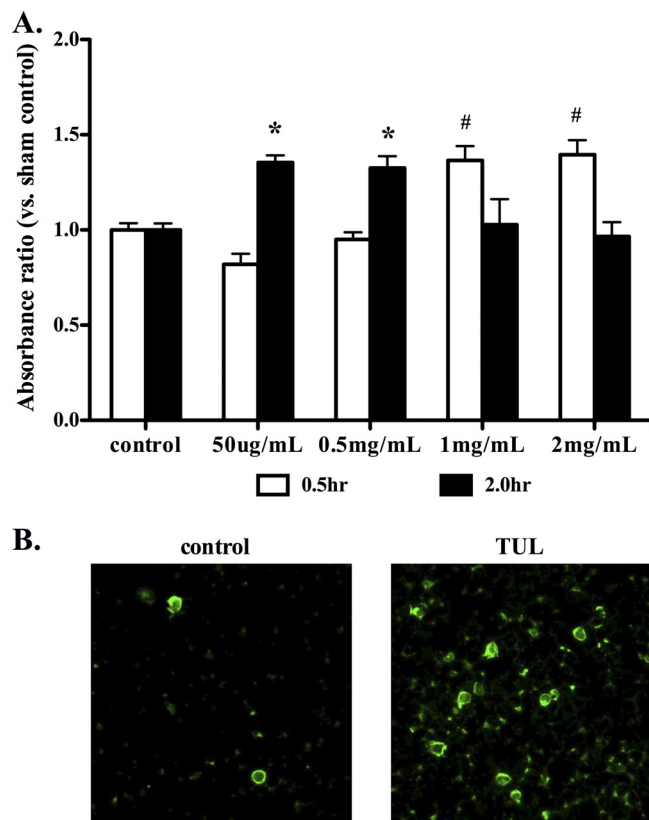 A.
Absorbance ratio (vs. sham control)
2.0
1.5
1.0
0.5
0.0
* * # #
control 50ug/mL 0.5mg/mL 1mg/mL 2mg/mL
0.5hr 2.0hr
B.
control TUL